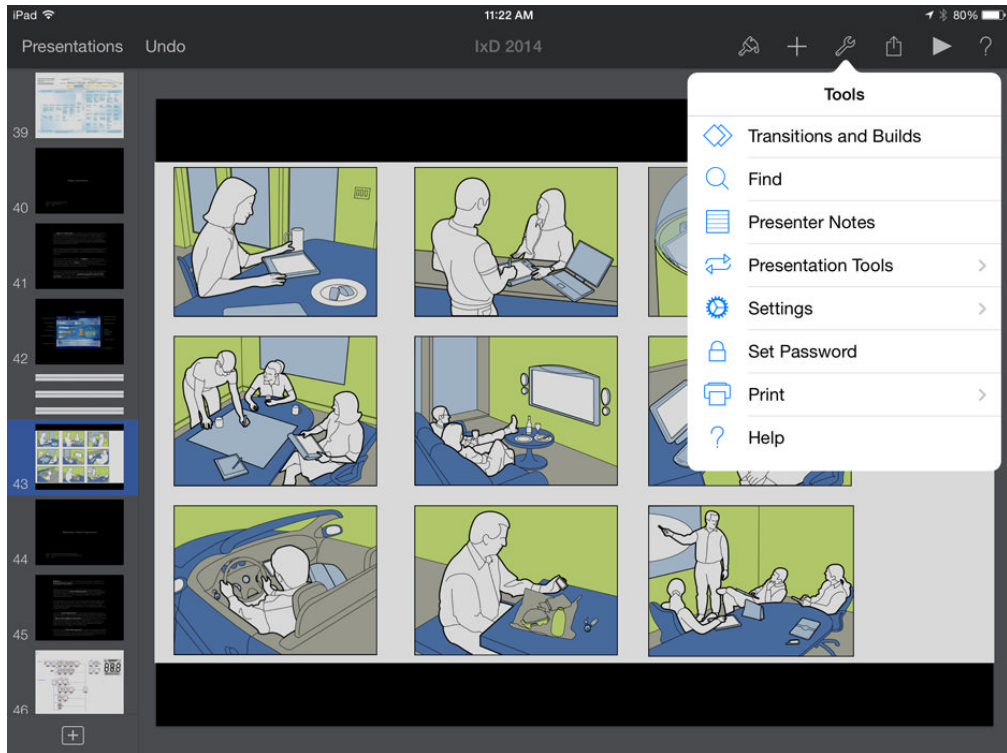 iPad 11:22 AM 80%
Presentations Undo IxD 2014 ?
Tools
Transitions and Builds
Find
Presenter Notes
Presentation Tools
Settings
Set Password
Print
? Help
39
40
41
42
43
44
45
46